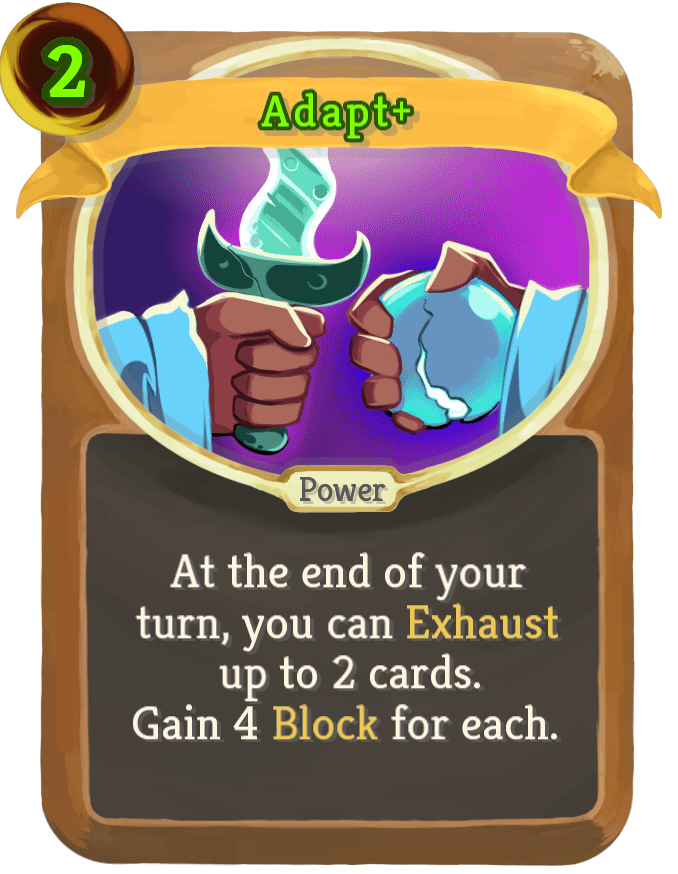 2
Adapt+
Power
At the end of your
turn, you can Exhaust
up to 2 cards.
Gain 4 Block for each.